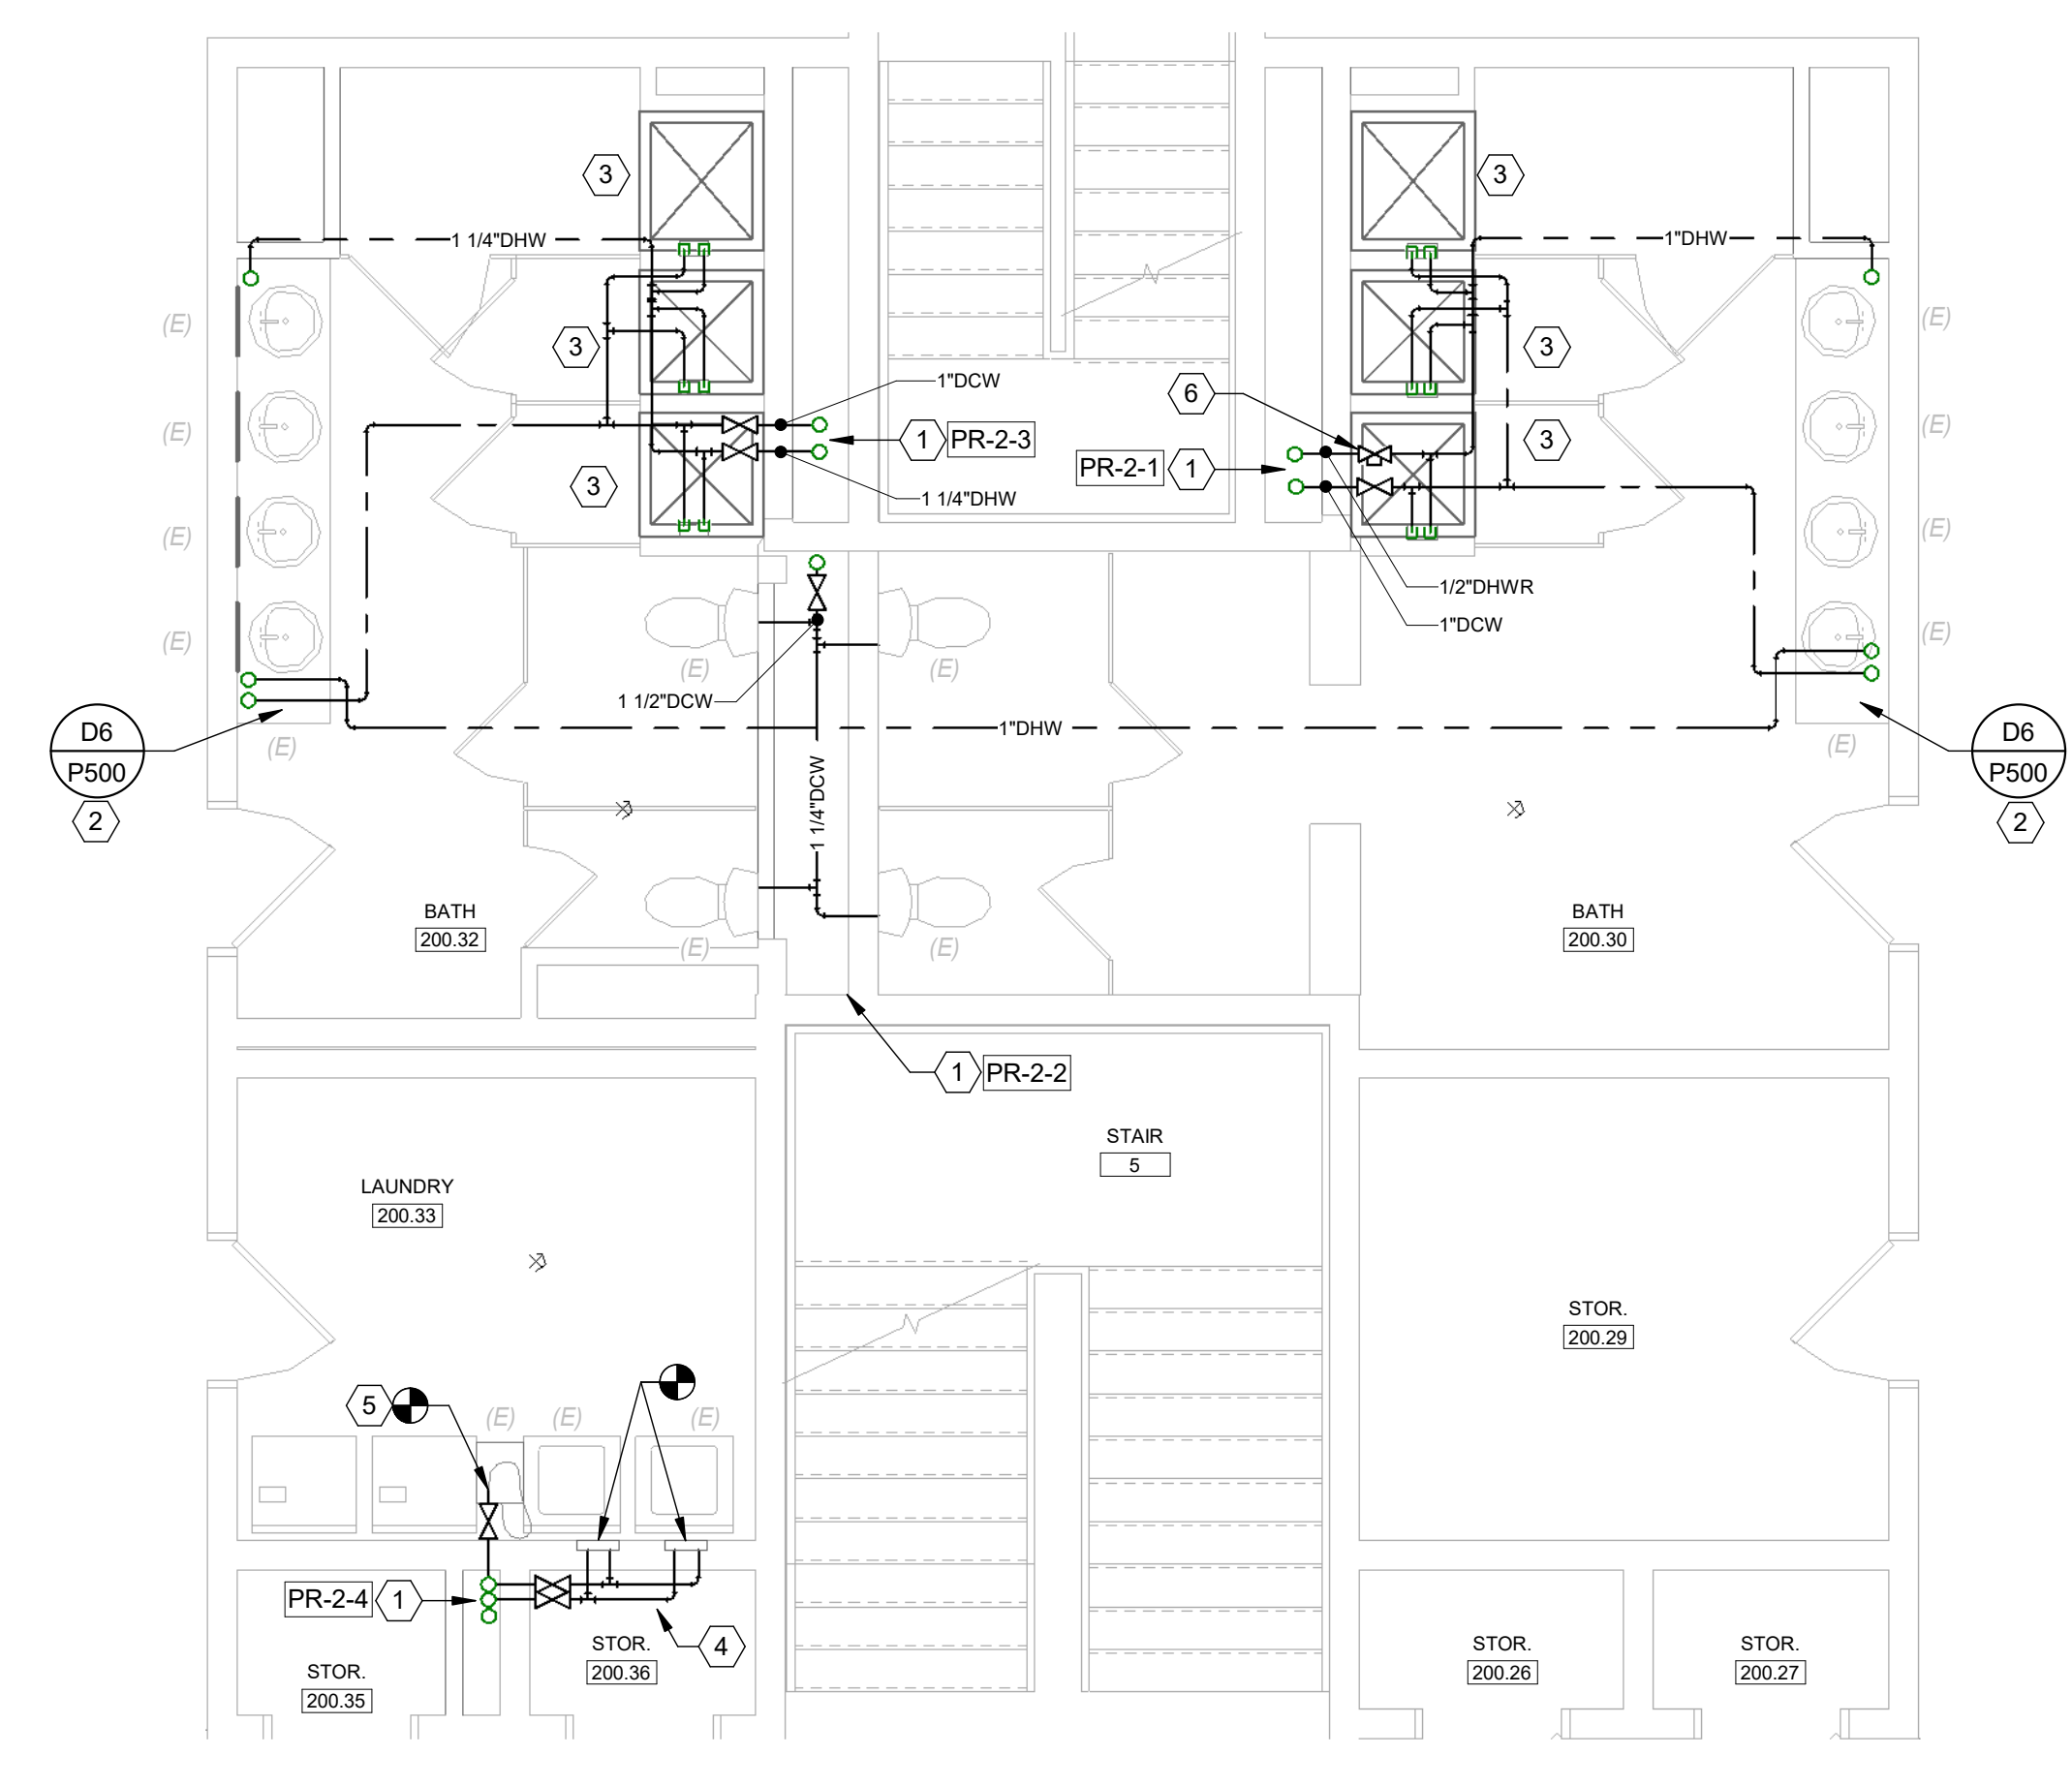 3
3
1 1/4"DHW
1"DHW
(E)
(E)
3
3
1"DCW
6
(E)
(E)
1
PR-2-3
3
PR-2-1
1
3
1 1/4"DHW
(E)
(E)
1/2"DHWR
1"DCW
(E)
(E)
(E)
(E)
1 1/2"DCW
D6
P500
2
(E)
1"DHW
(E)
D6
P500
2
1 1/4"DCW
BATH
200.32
(E)
(E)
BATH
200.30
1
PR-2-2
STAIR
5
LAUNDRY
200.33
STOR.
200.29
5
(E)
(E)
(E)
PR-2-4
1
4
STOR.
200.35
STOR.
200.36
STOR.
200.26
STOR.
200.27